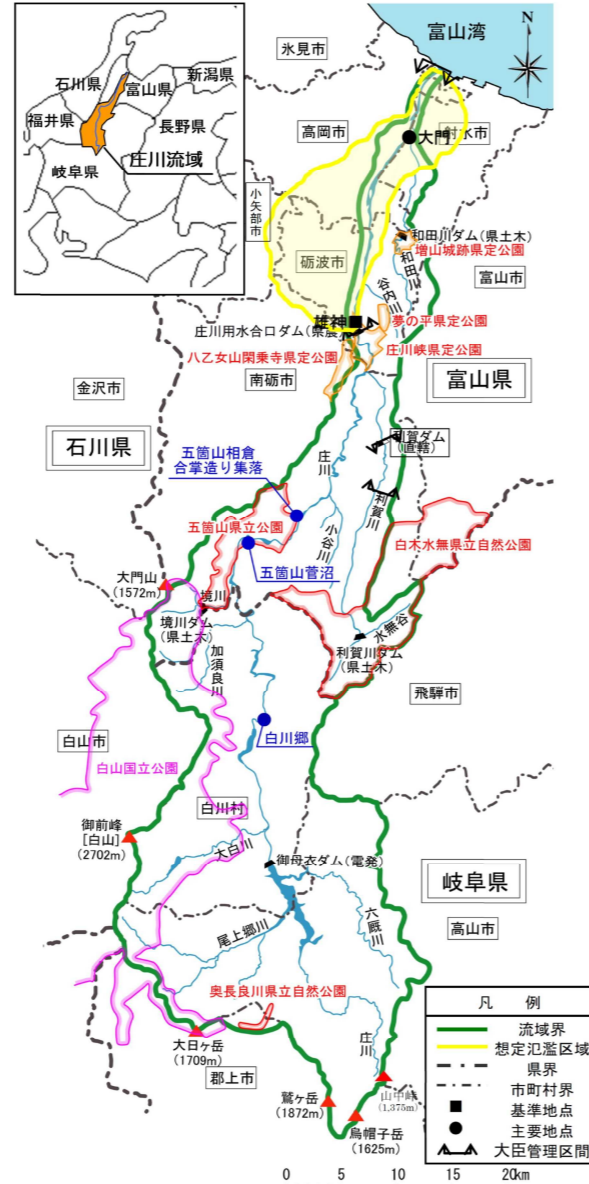 富山湾
N
氷見市
石川県
富山県
新潟県
福井県
長野県
岐阜県
庄川流域
高岡市
射水市
大門
小矢部市
和田川ダム(県土木)
増山城跡県定公園
和田川
砺波市
富山市
谷内川
雄神
夢の平県定公園
庄川用水合口ダム(県農)
庄川峡県定公園
八乙女山閑乗寺県定公園
南砺市
金沢市
富山県
石川県
利賀ダム
(直轄)
五箇山相倉
合掌造り集落
庄川
利賀川
小谷川
五箇山県立公園
白木水無県立自然公園
五箇山菅沼
大門山
(1572m)
境川
境川ダム
(県土木)
水無谷
利賀川ダム
(県土木)
加須良川
飛騨市
白川郷
白山市
白山国立公園
白川村
御前峰
[白山]
(2702m)
大白川
御母衣ダム(電発)
岐阜県
六厩川
高山市
尾上郷川
奥長良川県立自然公園
庄川
大日ヶ岳
(1709m)
郡上市
山中峠
(1,375m)
鷲ヶ岳
(1872m)
烏帽子岳
(1625m)
凡 例
流域界
想定氾濫区域
県界
市町村界
基準地点
主要地点
大臣管理区間
0 5 10 15 20km